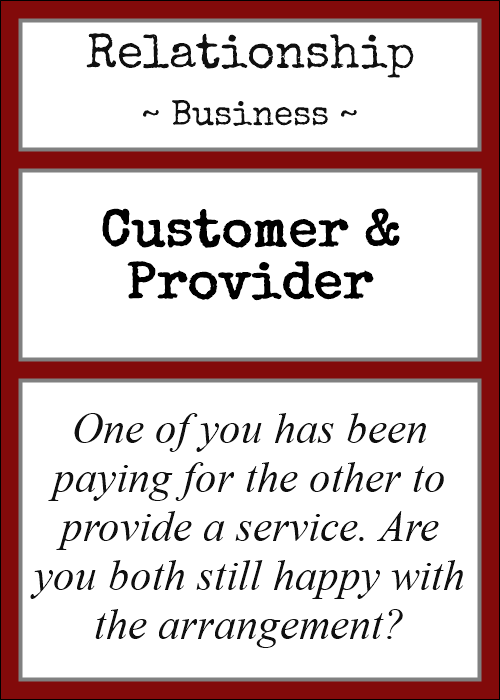 Relationship
~ Business ~
Customer &
Provider
One of you has been
paying for the other to
provide a service. Are
you both still happy with
the arrangement?